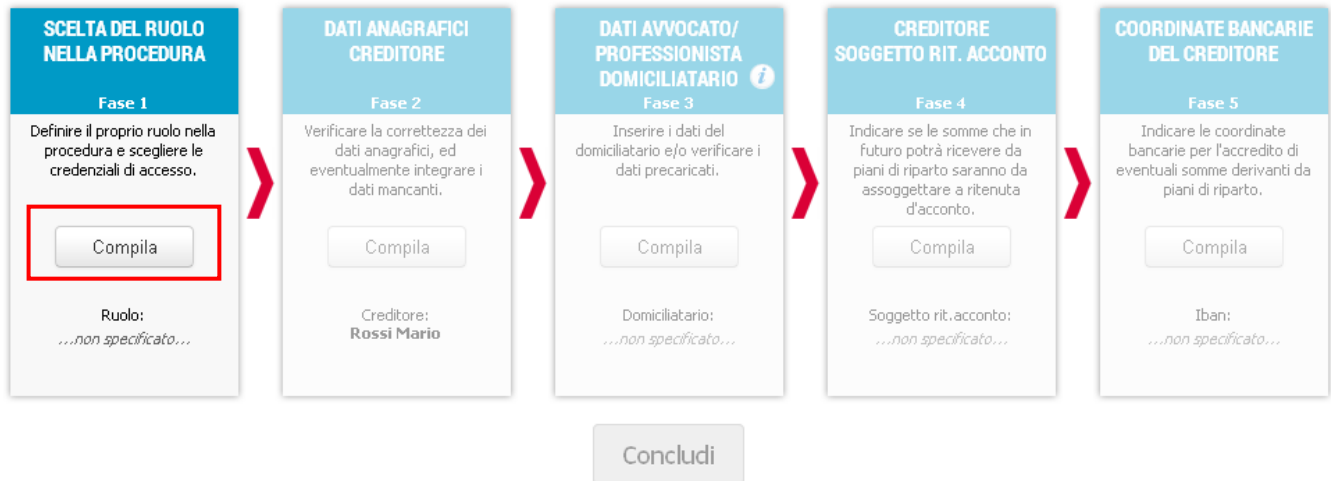 SCELTA DEL RUOLO
NELLA PROCEDURA
Fase 1
Definire il proprio ruolo nella
procedura e scegliere le
credenziali di accesso.
Compila
Ruolo:
...non specificato...
DATI ANAGRAFICI
CREDITORE
Fase 2
Verificare la correttezza dei
dati anagrafici, ed
eventualmente integrare i
dati mancanti.
Compila
Creditore:
Rossi Mario
DATI AVVOCATO/
PROFESSIONISTA
DOMICILIATARIO i
Fase 3
Inserire i dati del
domiciliatario e/o verificare i
dati precaricati.
Compila
Domiciliatario:
...non specificato...
CREDITORE
SOGGETTO RIT. ACCONTO
Fase 4
Indicare se le somme che in
futuro potrà ricevere da
piani di riparto saranno da
assoggettare a ritenuta
d'acconto.
Compila
Soggetto rit.acconto:
...non specificato...
COORDINATE BANCARIE
DEL CREDITORE
Fase 5
Indicare le coordinate
bancarie per l'accredito di
eventuali somme derivanti da
piani di riparto.
Compila
Iban:
...non specificato...
Concludi